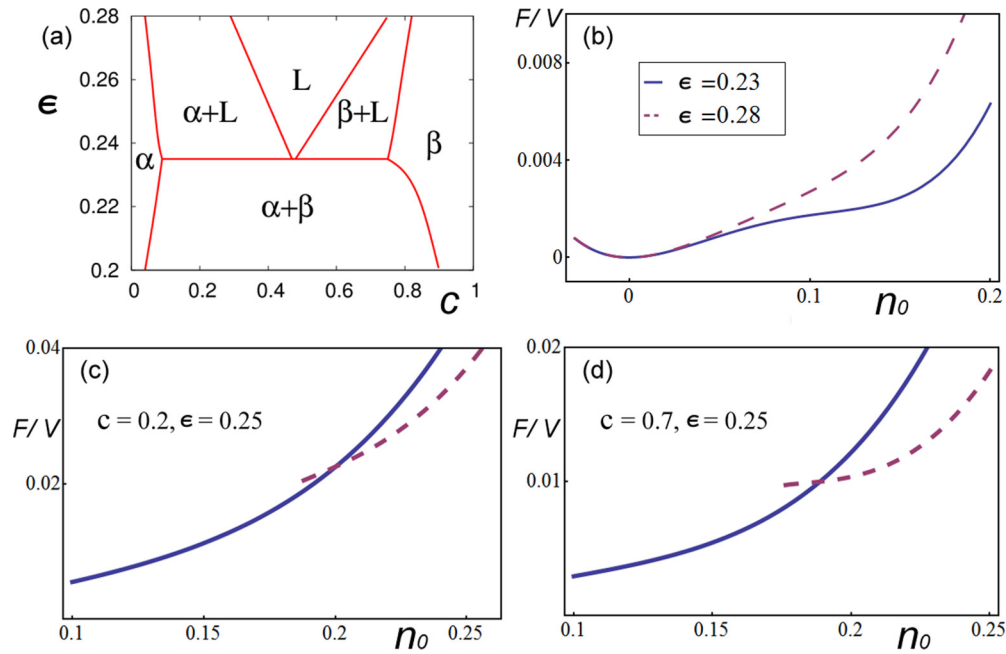 (a)
0.28
0.26
0.24
0.22
0.2
ϵ
α
α+L
L
β+L
β
α+β
0 0.2 0.4 0.6 0.8 1
c
F/V
(b)
0.008
0.004
0
ϵ =0.23
ϵ =0.28
0 0.1 0.2
n₀
0.04
(c)
c = 0.2, ϵ = 0.25
F/V
0.02
0.1 0.15 0.2 0.25
n₀
0.02
(d)
c = 0.7, ϵ = 0.25
F/V
0.01
0.1 0.15 0.2 0.25
n₀